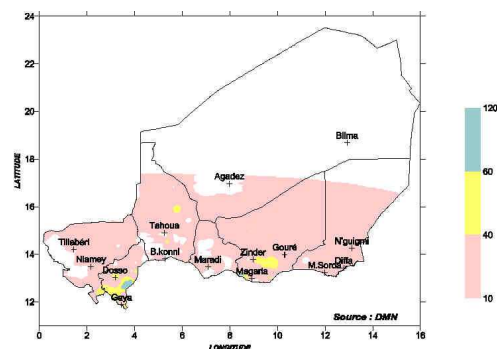 24
22
20
18
16
14
12
LATITUDE
0 2 4 6 8 10 12 14 16
LONGITUDE
Bilma
Agadez
Tahoua
Tillabéri
B.konni
N'guigmi
Niamey
Maradi
Zinder
Gouré
Dosso
Magaria
M.Soroa
Diffa
Gaya
Source : DMN
120
60
40
10